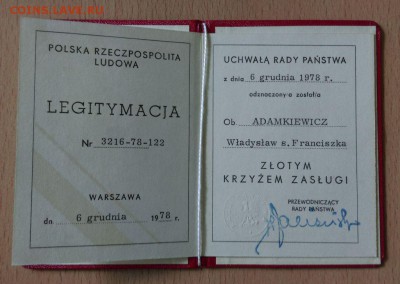 COINS.LAVE.RU
POLSKA RZECZPOSPOLITA
LUDOWA
LEGITYMACJA
Nr 3216-78-122
WARSZAWA
dn. 6 grudnia 1978 r.
UCHWAŁĄ RADY PAŃSTWA
z dnia 6 grudnia 1978 r.
odznaczony-a został-a
Ob ADAMKIEWICZ
Władysław s. Franciszka
ZŁOTYM
KRZYŻEM ZASŁUGI
PRZEWODNICZĄCY
RADY PAŃSTWA